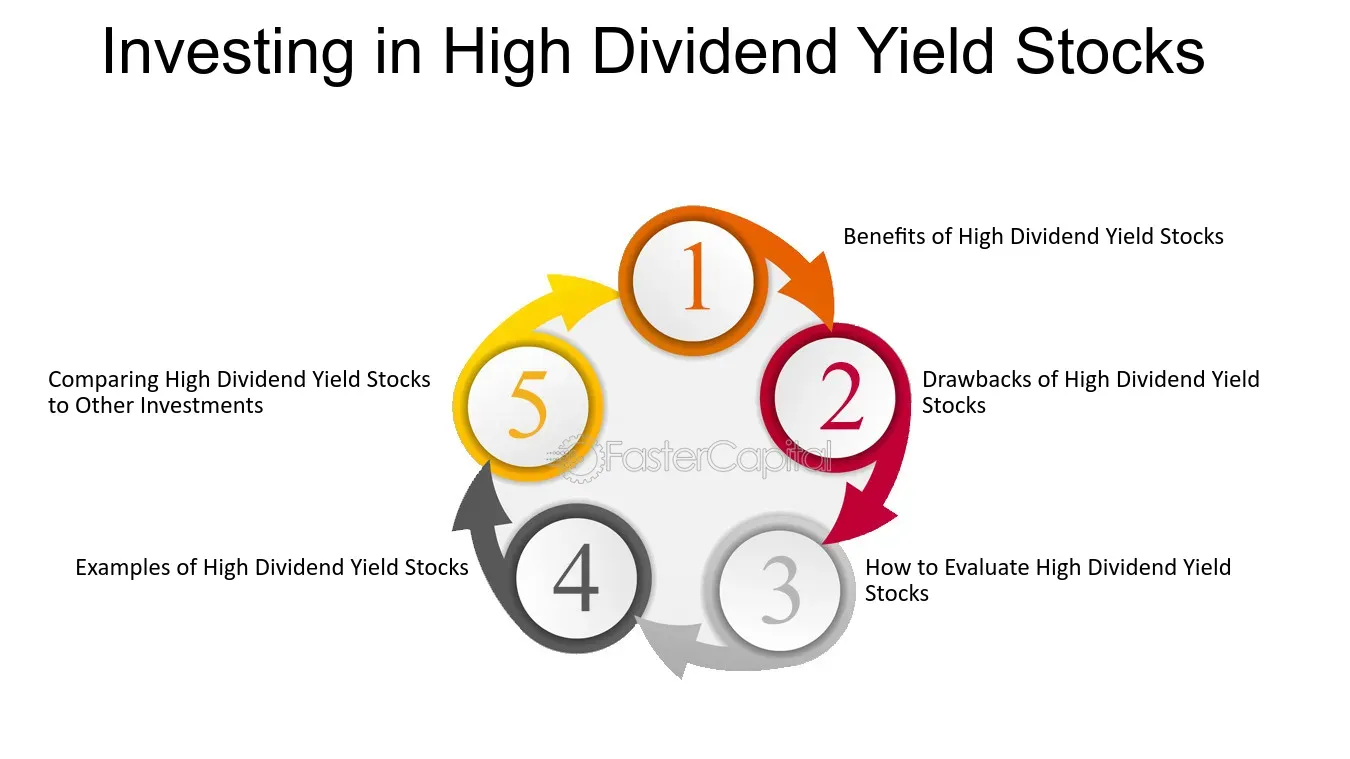 Investing in High Dividend Yield Stocks
1
Benefits of High Dividend Yield Stocks
2
Drawbacks of High Dividend Yield
Stocks
3
How to Evaluate High Dividend Yield
Stocks
4
Examples of High Dividend Yield Stocks
5
Comparing High Dividend Yield Stocks
to Other Investments
FasterCapital